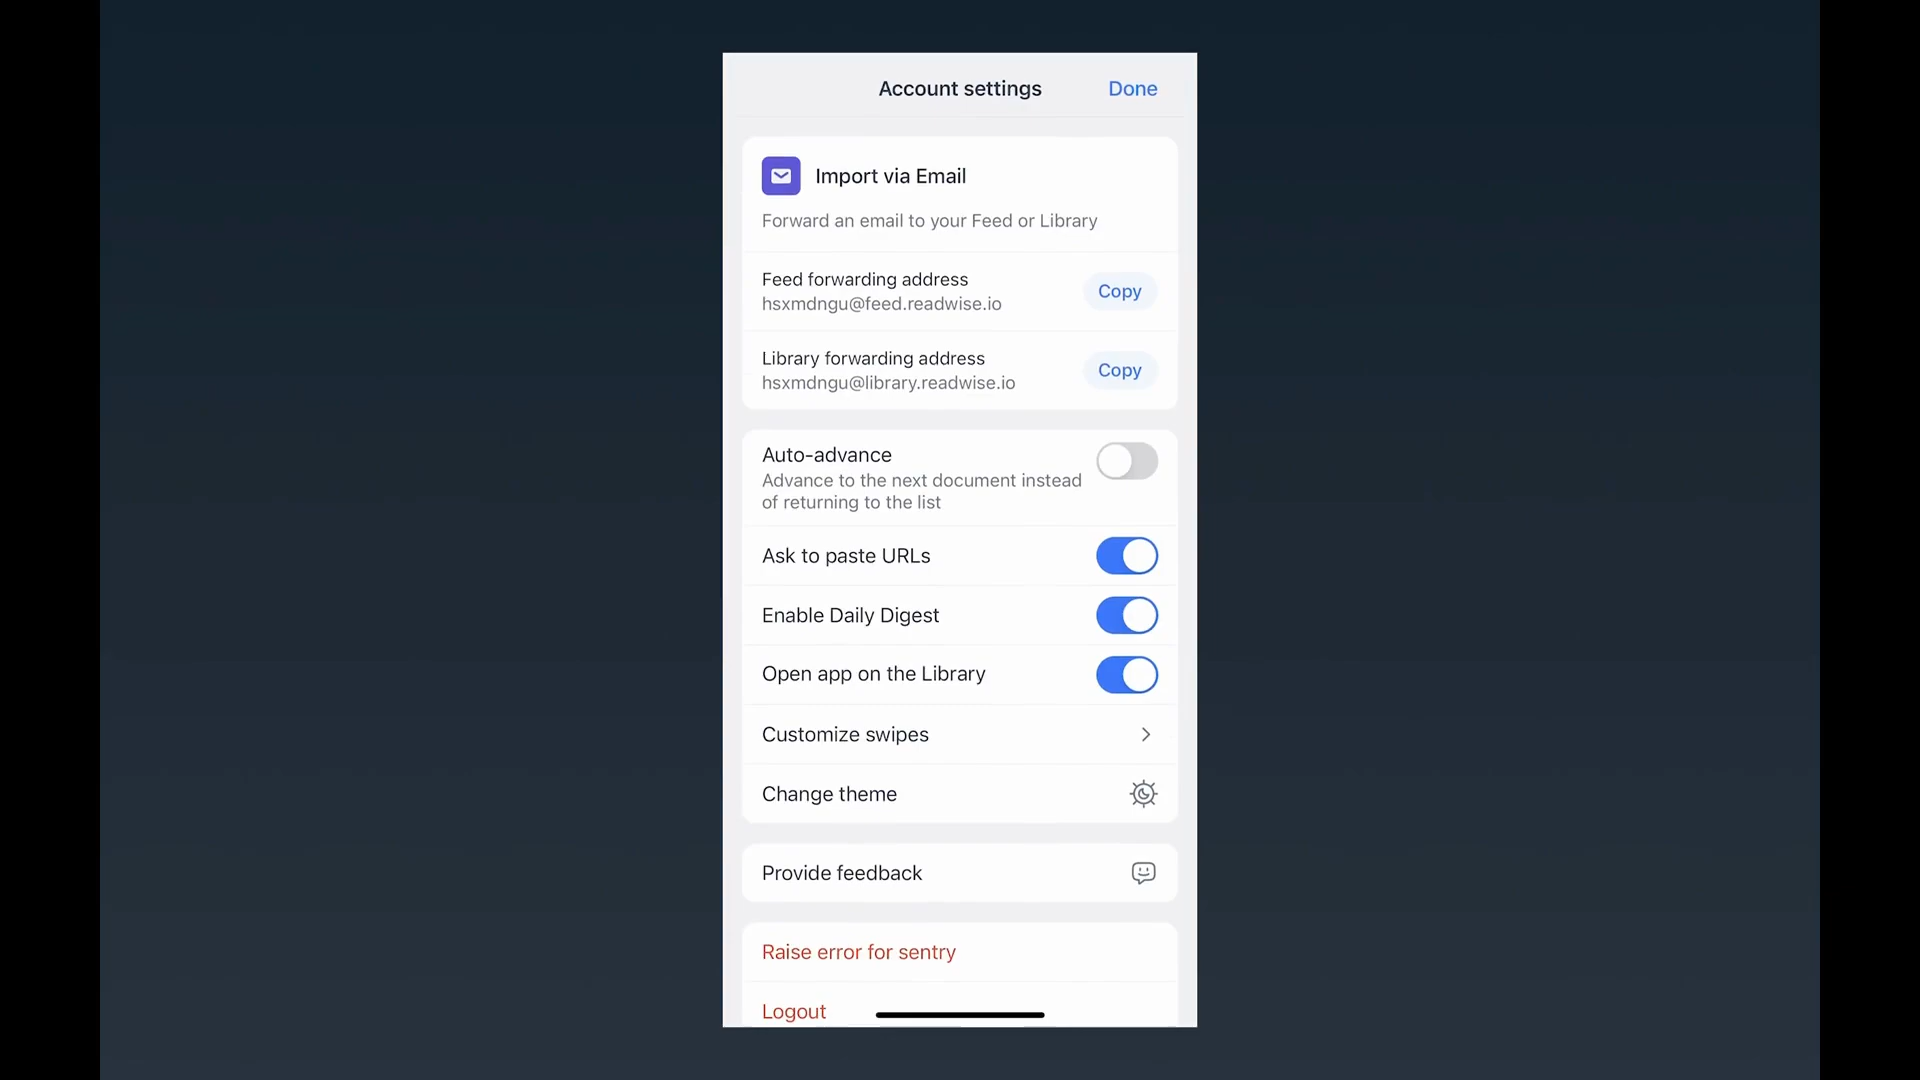 Account settings
Done
Import via Email
Forward an email to your Feed or Library
Feed forwarding address
hsxmdngu@feed.readwise.io
Copy
Library forwarding address
hsxmdngu@library.readwise.io
Copy
Auto-advance
Advance to the next document instead
of returning to the list
Ask to paste URLs
Enable Daily Digest
Open app on the Library
Customize swipes
Change theme
Provide feedback
Raise error for sentry
Logout